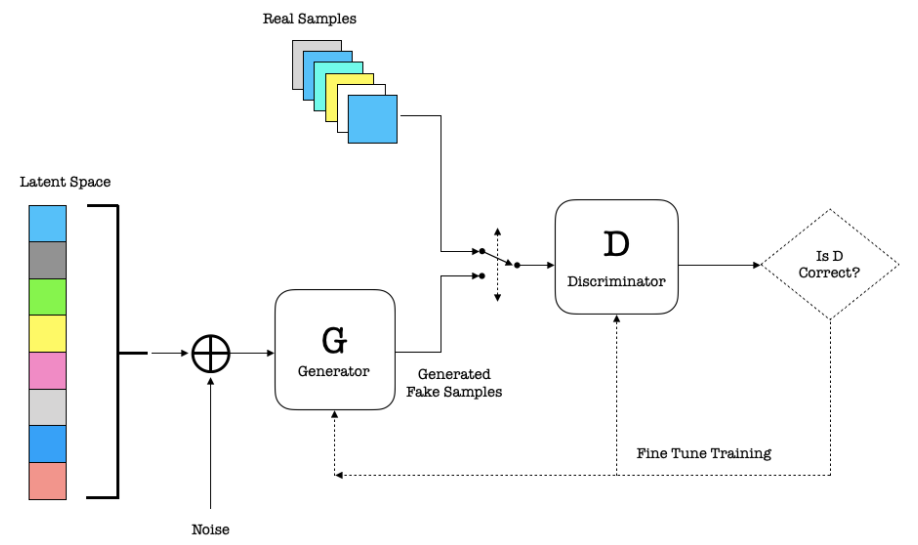 Real Samples
Latent Space
D
Discriminator
Is D
Correct?
G
Generator
Generated
Fake Samples
Fine Tune Training
Noise